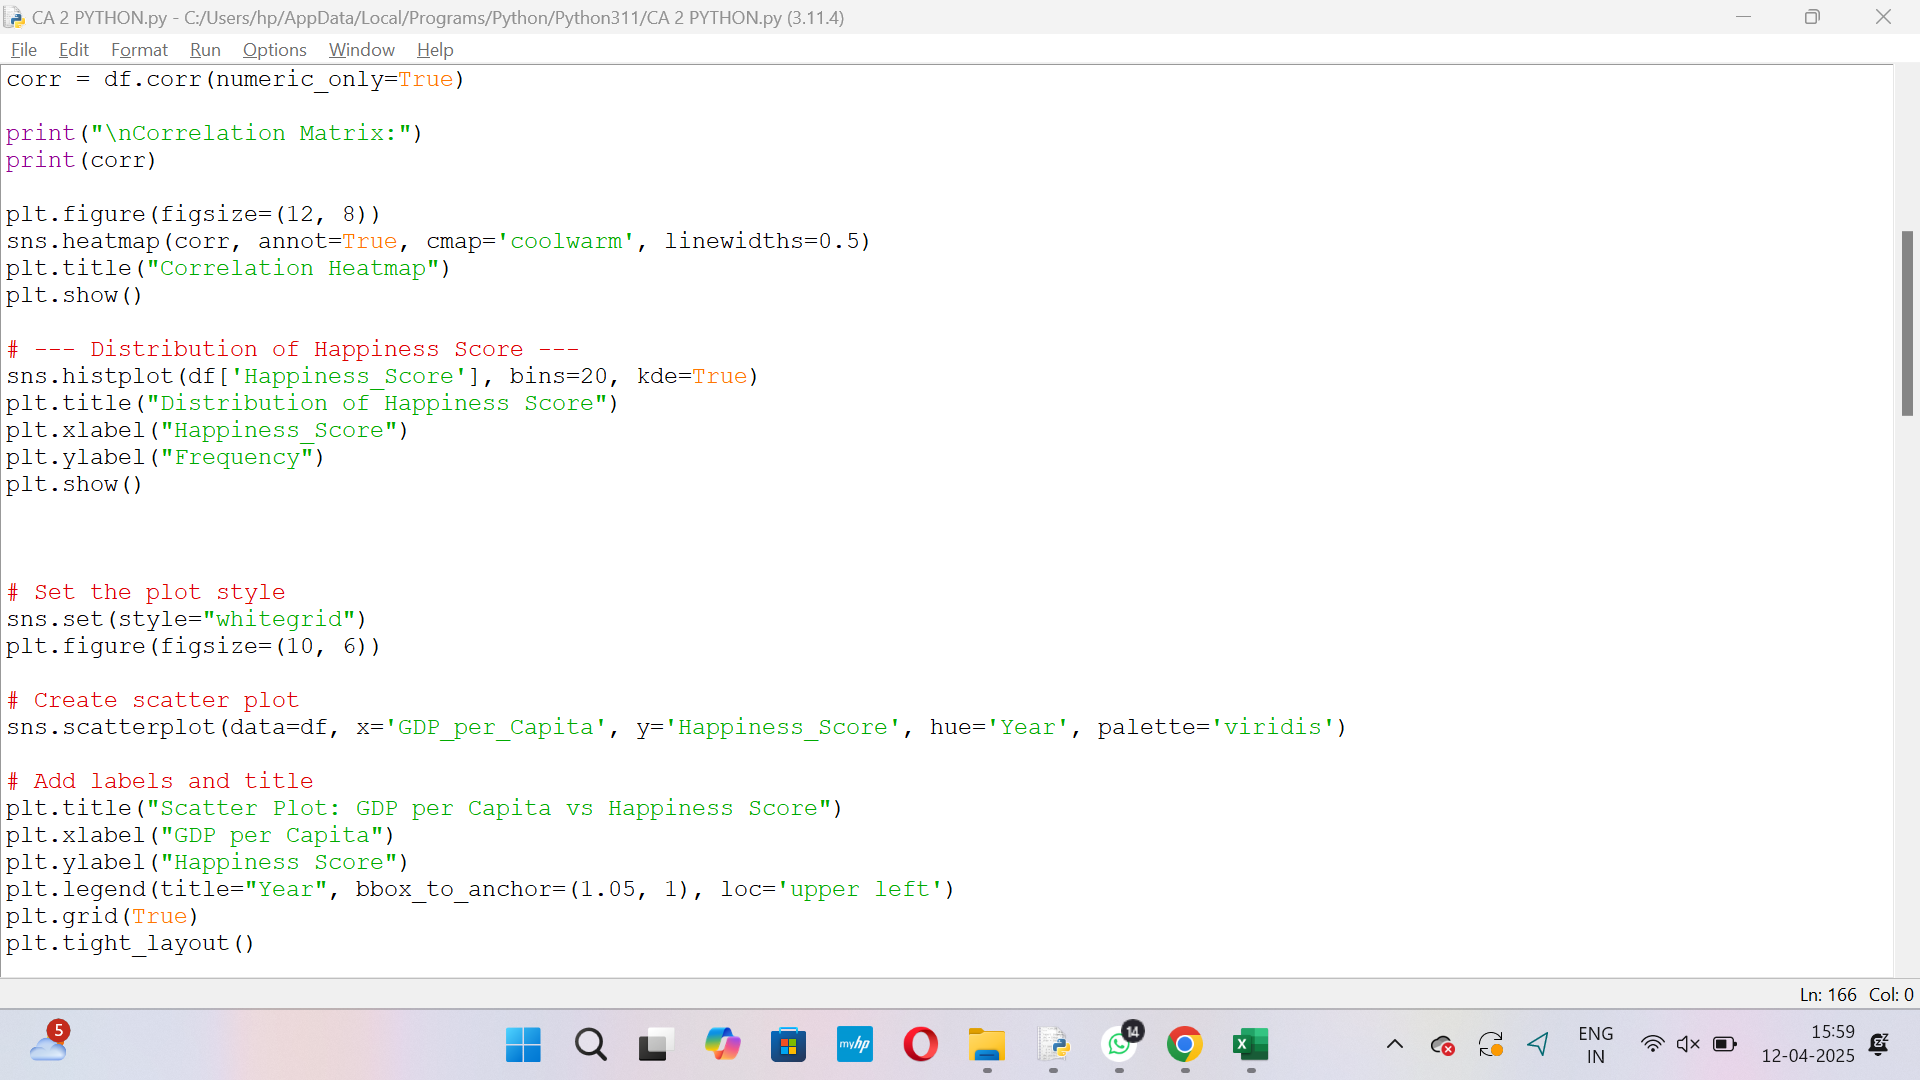 CA 2 PYTHON.py - C:/Users/hp/AppData/Local/Programs/Python/Python311/CA 2 PYTHON.py (3.11.4)
File Edit Format Run Options Window Help
corr = df.corr(numeric_only=True)
print("\nCorrelation Matrix:")
print(corr)
plt.figure(figsize=(12, 8))
sns.heatmap(corr, annot=True, cmap='coolwarm', linewidths=0.5)
plt.title("Correlation Heatmap")
plt.show()
# --- Distribution of Happiness Score ---
sns.histplot(df['Happiness_Score'], bins=20, kde=True)
plt.title("Distribution of Happiness Score")
plt.xlabel("Happiness_Score")
plt.ylabel("Frequency")
plt.show()
# Set the plot style
sns.set(style="whitegrid")
plt.figure(figsize=(10, 6))
# Create scatter plot
sns.scatterplot(data=df, x='GDP_per_Capita', y='Happiness_Score', hue='Year', palette='viridis')
# Add labels and title
plt.title("Scatter Plot: GDP per Capita vs Happiness Score")
plt.xlabel("GDP per Capita")
plt.ylabel("Happiness Score")
plt.legend(title="Year", bbox_to_anchor=(1.05, 1), loc='upper left')
plt.grid(True)
plt.tight_layout()
Ln: 166 Col: 0
5
myhp
14
X
ENG
IN
15:59
12-04-2025